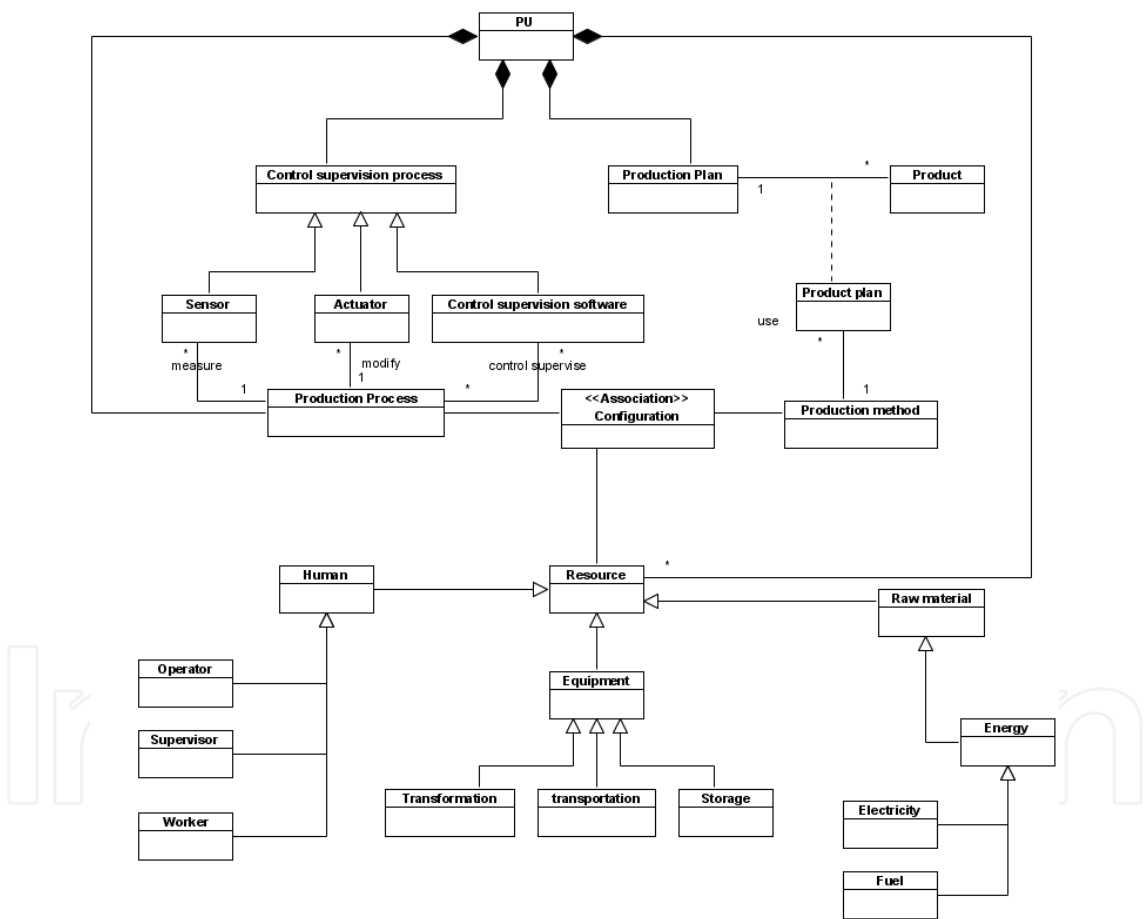 PU
Control supervision process
Production Plan
*
1
Product
Sensor
Actuator
Control supervision software
Product plan
use
*
1
*
measure
1
*
modify
1
*
control supervise
*
Production Process
<<Association>>
Configuration
Production method
Human
Resource
*
Raw material
Operator
Equipment
Supervisor
Energy
Transformation
transportation
Storage
Worker
Electricity
Fuel